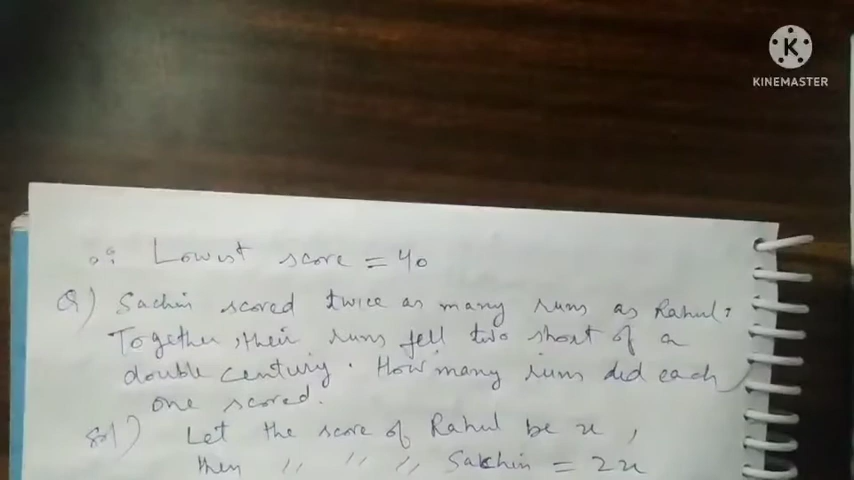 KINEMASTER
∴ Lowest score = 40
Q) Sachin scored twice as many runs as Rahul.
Together, their runs fell two short of a
double century. How many runs did each
one scored.
Sol) Let the score of Rahul be x,
then " " " Sachin = 2x